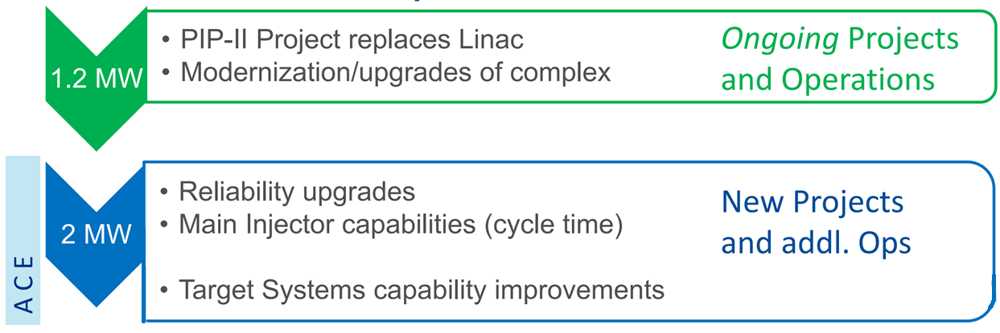 1.2 MW
• PIP-II Project replaces Linac
• Modernization/upgrades of complex
Ongoing Projects
and Operations
ACE
2 MW
• Reliability upgrades
• Main Injector capabilities (cycle time)
• Target Systems capability improvements
New Projects
and addl. Ops